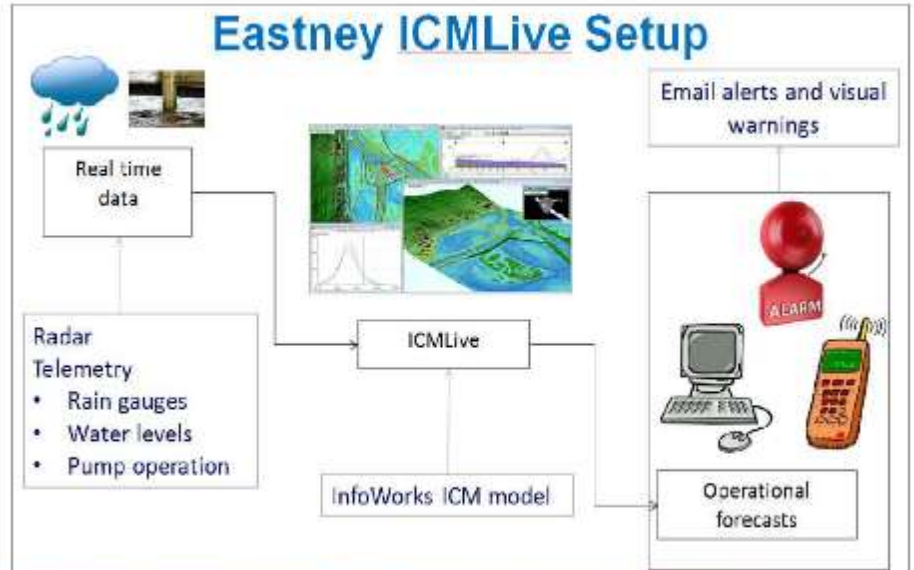 Eastney ICMLive Setup
Email alerts and visual
warnings
Real time
data
ALARM
Radar
Telemetry
• Rain gauges
• Water levels
• Pump operation
ICMLive
InfoWorks ICM model
Operational
forecasts